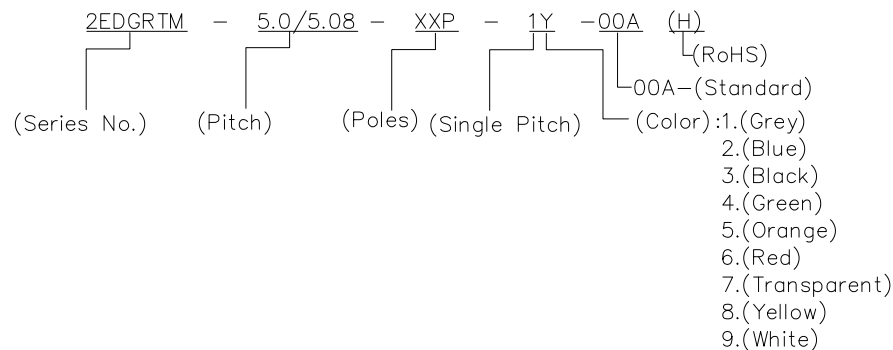 2EDGRTM - 5.0/5.08 - XXP - 1Y -00A (H)
(RoHS)
00A-(Standard)
(Series No.) (Pitch) (Poles) (Single Pitch) (Color):1.(Grey)
2.(Blue)
3.(Black)
4.(Green)
5.(Orange)
6.(Red)
7.(Transparent)
8.(Yellow)
9.(White)